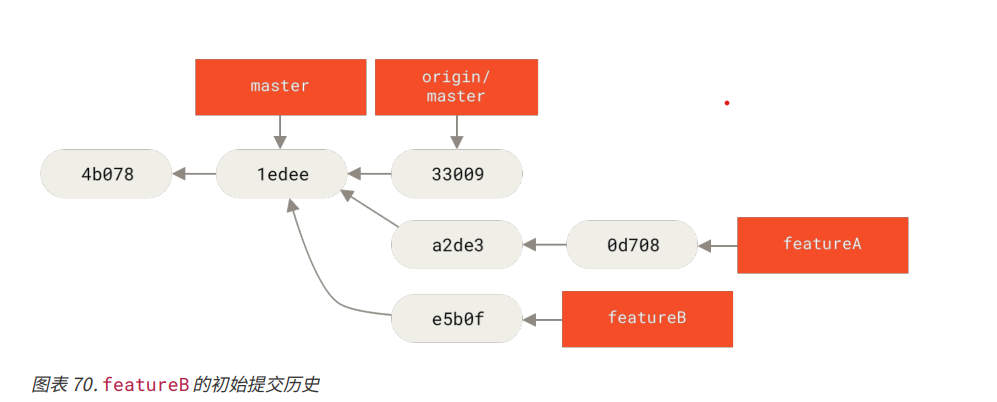 master
origin/
master
4b078
1edee
33009
a2de3
0d708
featureA
e5b0f
featureB
图表 70. featureB 的初始提交历史